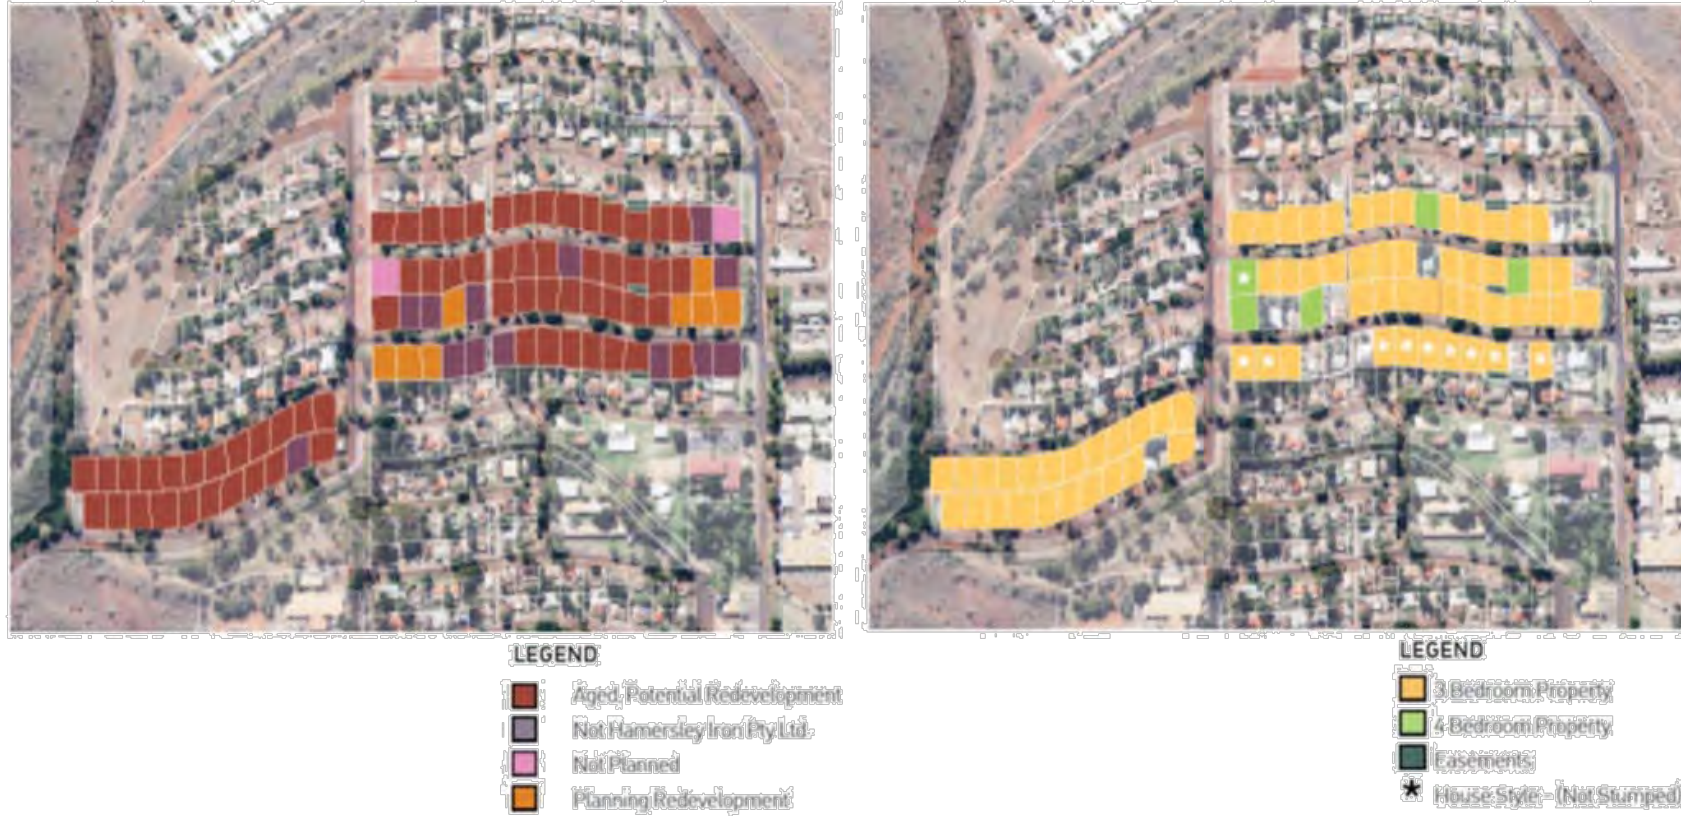 LEGEND
Aged, Potential Redevelopment
Not Hamersley Iron Pty Ltd.
Not Planned
Planning Redevelopment
LEGEND
3 Bedroom Property
4 Bedroom Property
Easements
House Style - (Not Stumped)